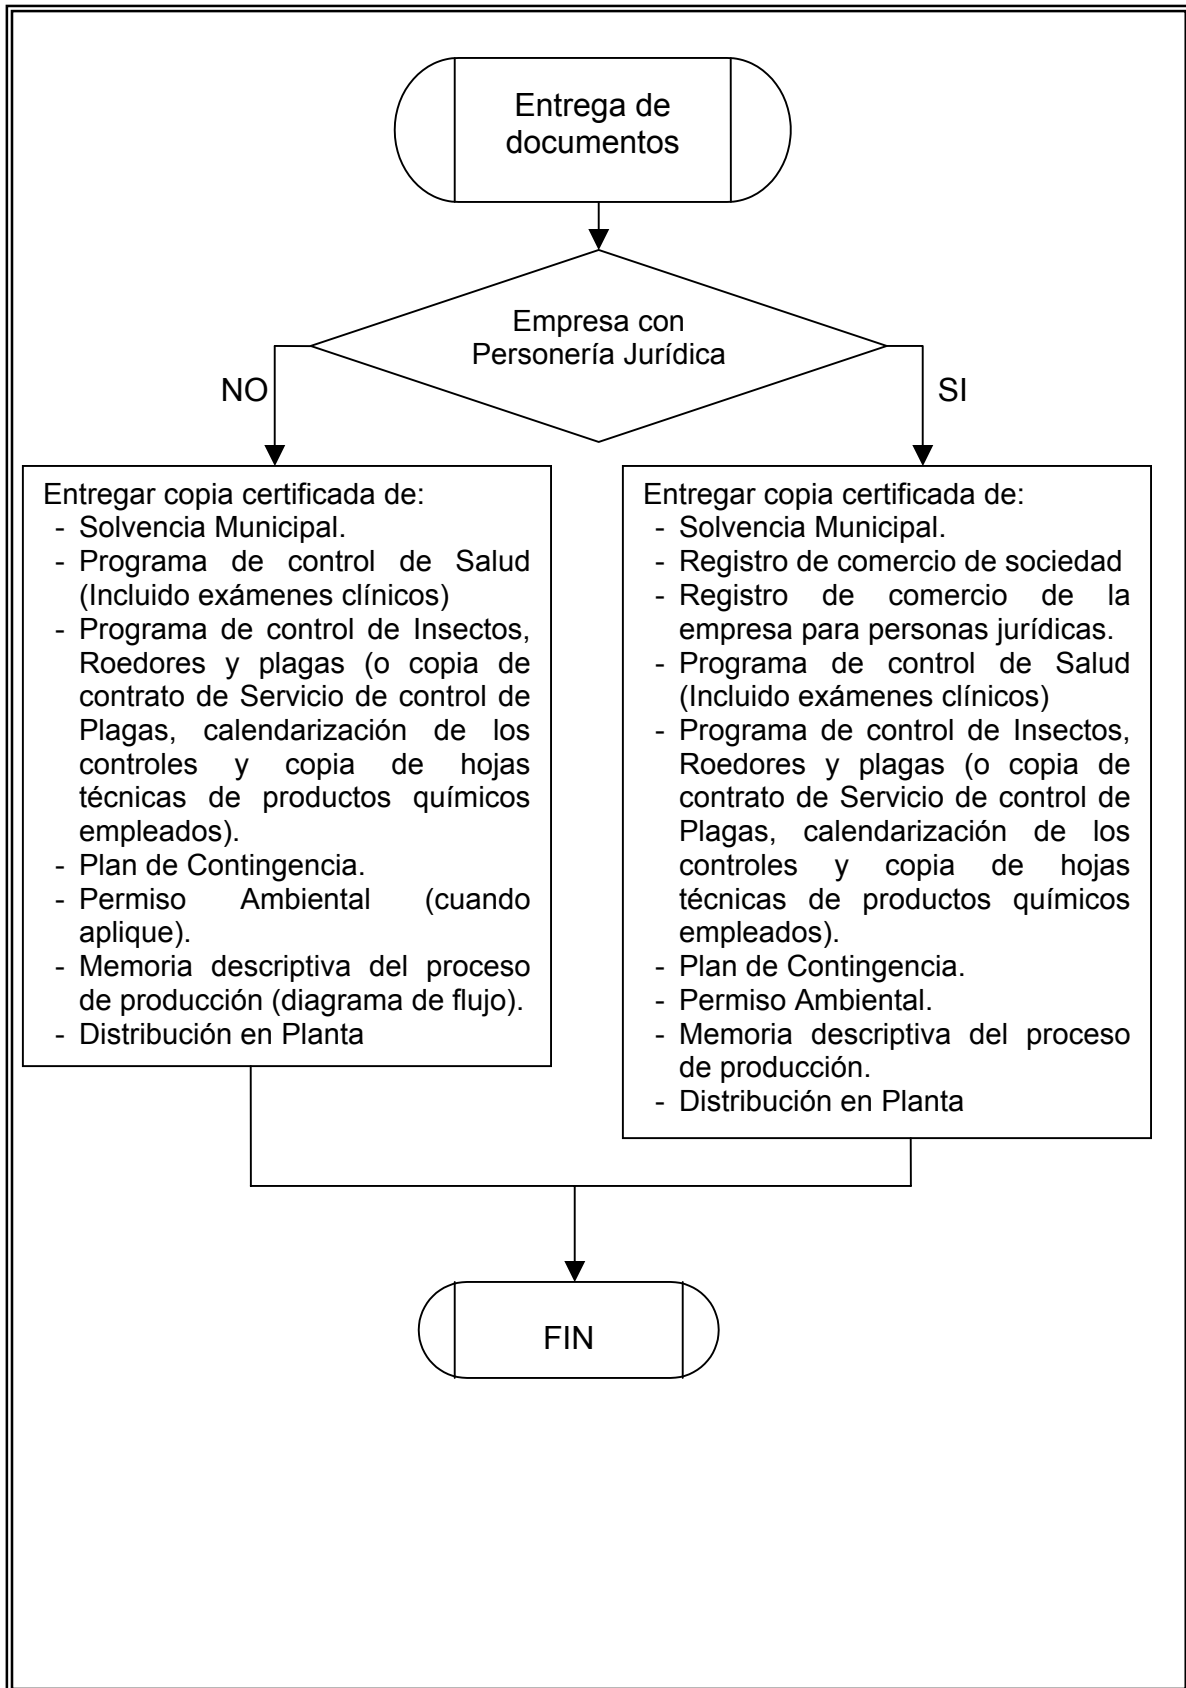 Entrega de
documentos
Empresa con
Personería Jurídica
NO
SI
Entregar copia certificada de:
- Solvencia Municipal.
- Programa de control de Salud
(Incluido exámenes clínicos)
- Programa de control de Insectos,
Roedores y plagas (o copia de
contrato de Servicio de control de
Plagas, calendarización de los
controles y copia de hojas
técnicas de productos químicos
empleados).
- Plan de Contingencia.
- Permiso Ambiental (cuando
aplique).
- Memoria descriptiva del proceso
de producción (diagrama de flujo).
- Distribución en Planta
Entregar copia certificada de:
- Solvencia Municipal.
- Registro de comercio de sociedad
- Registro de comercio de la
empresa para personas jurídicas.
- Programa de control de Salud
(Incluido exámenes clínicos)
- Programa de control de Insectos,
Roedores y plagas (o copia de
contrato de Servicio de control de
Plagas, calendarización de los
controles y copia de hojas
técnicas de productos químicos
empleados).
- Plan de Contingencia.
- Permiso Ambiental.
- Memoria descriptiva del proceso
de producción.
- Distribución en Planta
FIN